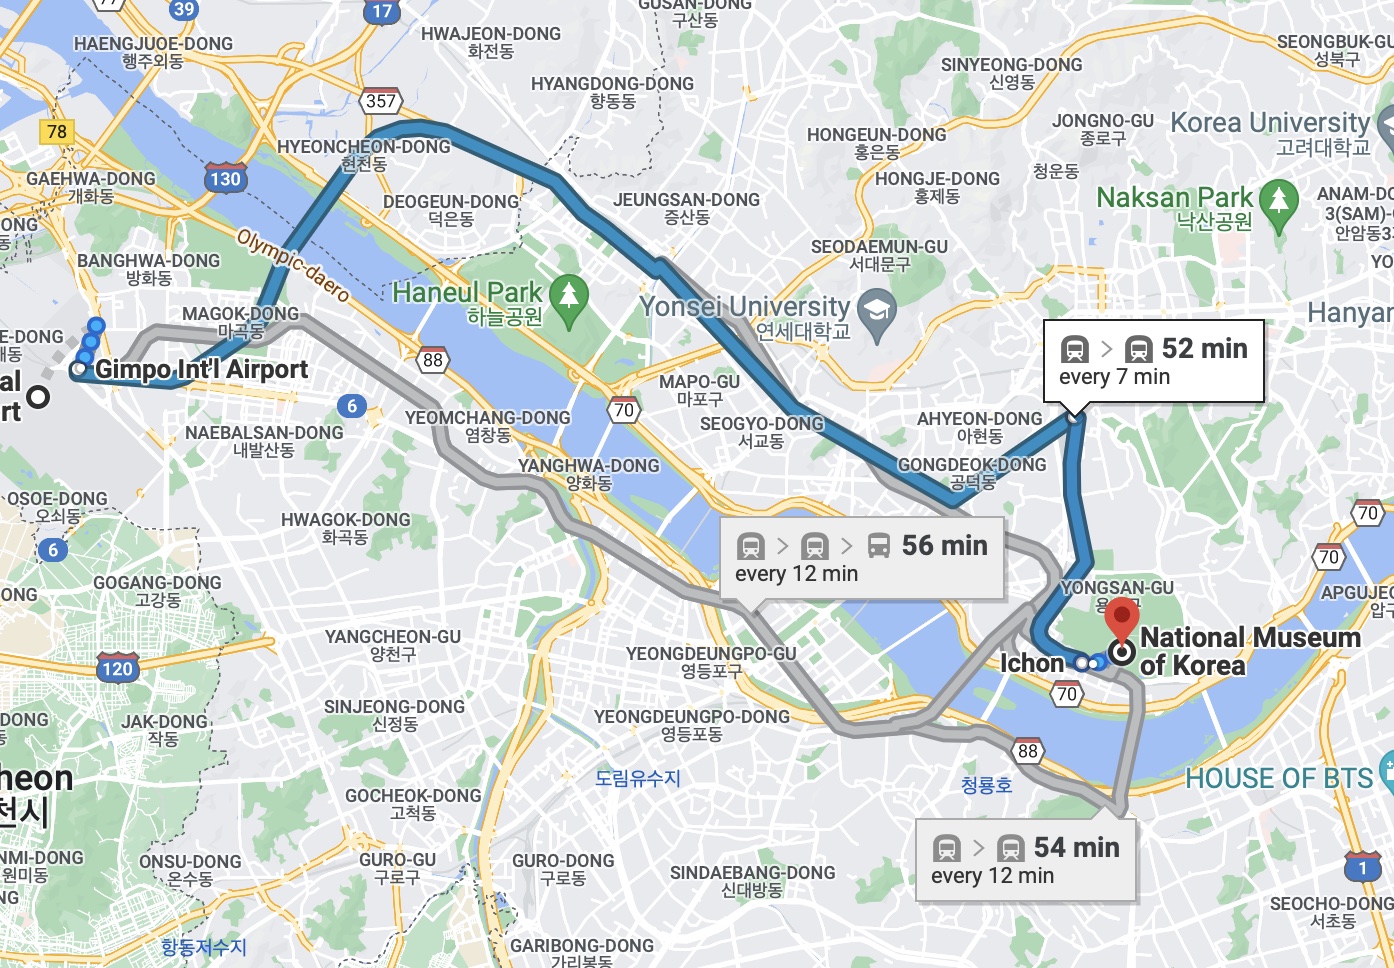 77
39
17
GUSAN-DONG
구산동
HAENGJUOE-DONG
행주외동
HWAJEON-DONG
화전동
SEONGBUK-GU
성북구
SINYEONG-DONG
신영동
HYANGDONG-DONG
향동동
357
78
JONGNO-GU
종로구
Korea University
고려대학교
HONGEUN-DONG
홍은동
HYEONCHEON-DONG
현천동
130
GAEHWA-DONG
개화동
청운동
HONGJE-DONG
홍제동
Naksan Park
낙산공원
ANAM-DO
3(SAM)-
안암동3
DEOGEUN-DONG
덕은동
JEUNGSAN-DONG
증산동
ONG
동
Olympic-daero
SEODAEMUN-GU
서대문구
YO
BANGHWA-DONG
방화동
Haneul Park
하늘공원
Yonsei University
연세대학교
Hanyar
MAGOK-DONG
마곡동
E-DONG
52 min
every 7 min
Gimpo Int'l Airport
al
rt
88
6
70
MAPO-GU
마포구
YEOMCHANG-DONG
염창동
SEOGYO-DONG
서교동
AHYEON-DONG
아현동
NAEBALSAN-DONG
내발산동
YANGHWA-DONG
양화동
GONGDEOK-DONG
공덕동
OSOE-DONG
오쇠동
70
HWAGOK-DONG
화곡동
6
56 min
every 12 min
70
GOGANG-DONG
고강동
ONG
YONGSAN-GU
APGUJEO
압구
YANGCHEON-GU
양천구
National Museum
of Korea
120
YEONGDEUNGPO-GU
영등포구
Ichon
70
SINJEONG-DONG
신정동
YEONGDEUNGPO-DONG
영등포동
DONG
동
JAK-DONG
작동
88
cheon
천시
도림유수지
청룡호
HOUSE OF BTS
GOCHEOK-DONG
고척동
54 min
every 12 min
NMI-DONG
원미동
ONSU-DONG
온수동
GURO-GU
구로구
GURO-DONG
구로동
SINDAEBANG-DONG
신대방동
1
NG
SEOCHO-DONG
서초동
항동저수지
GARIBONG-DONG
가리봉동